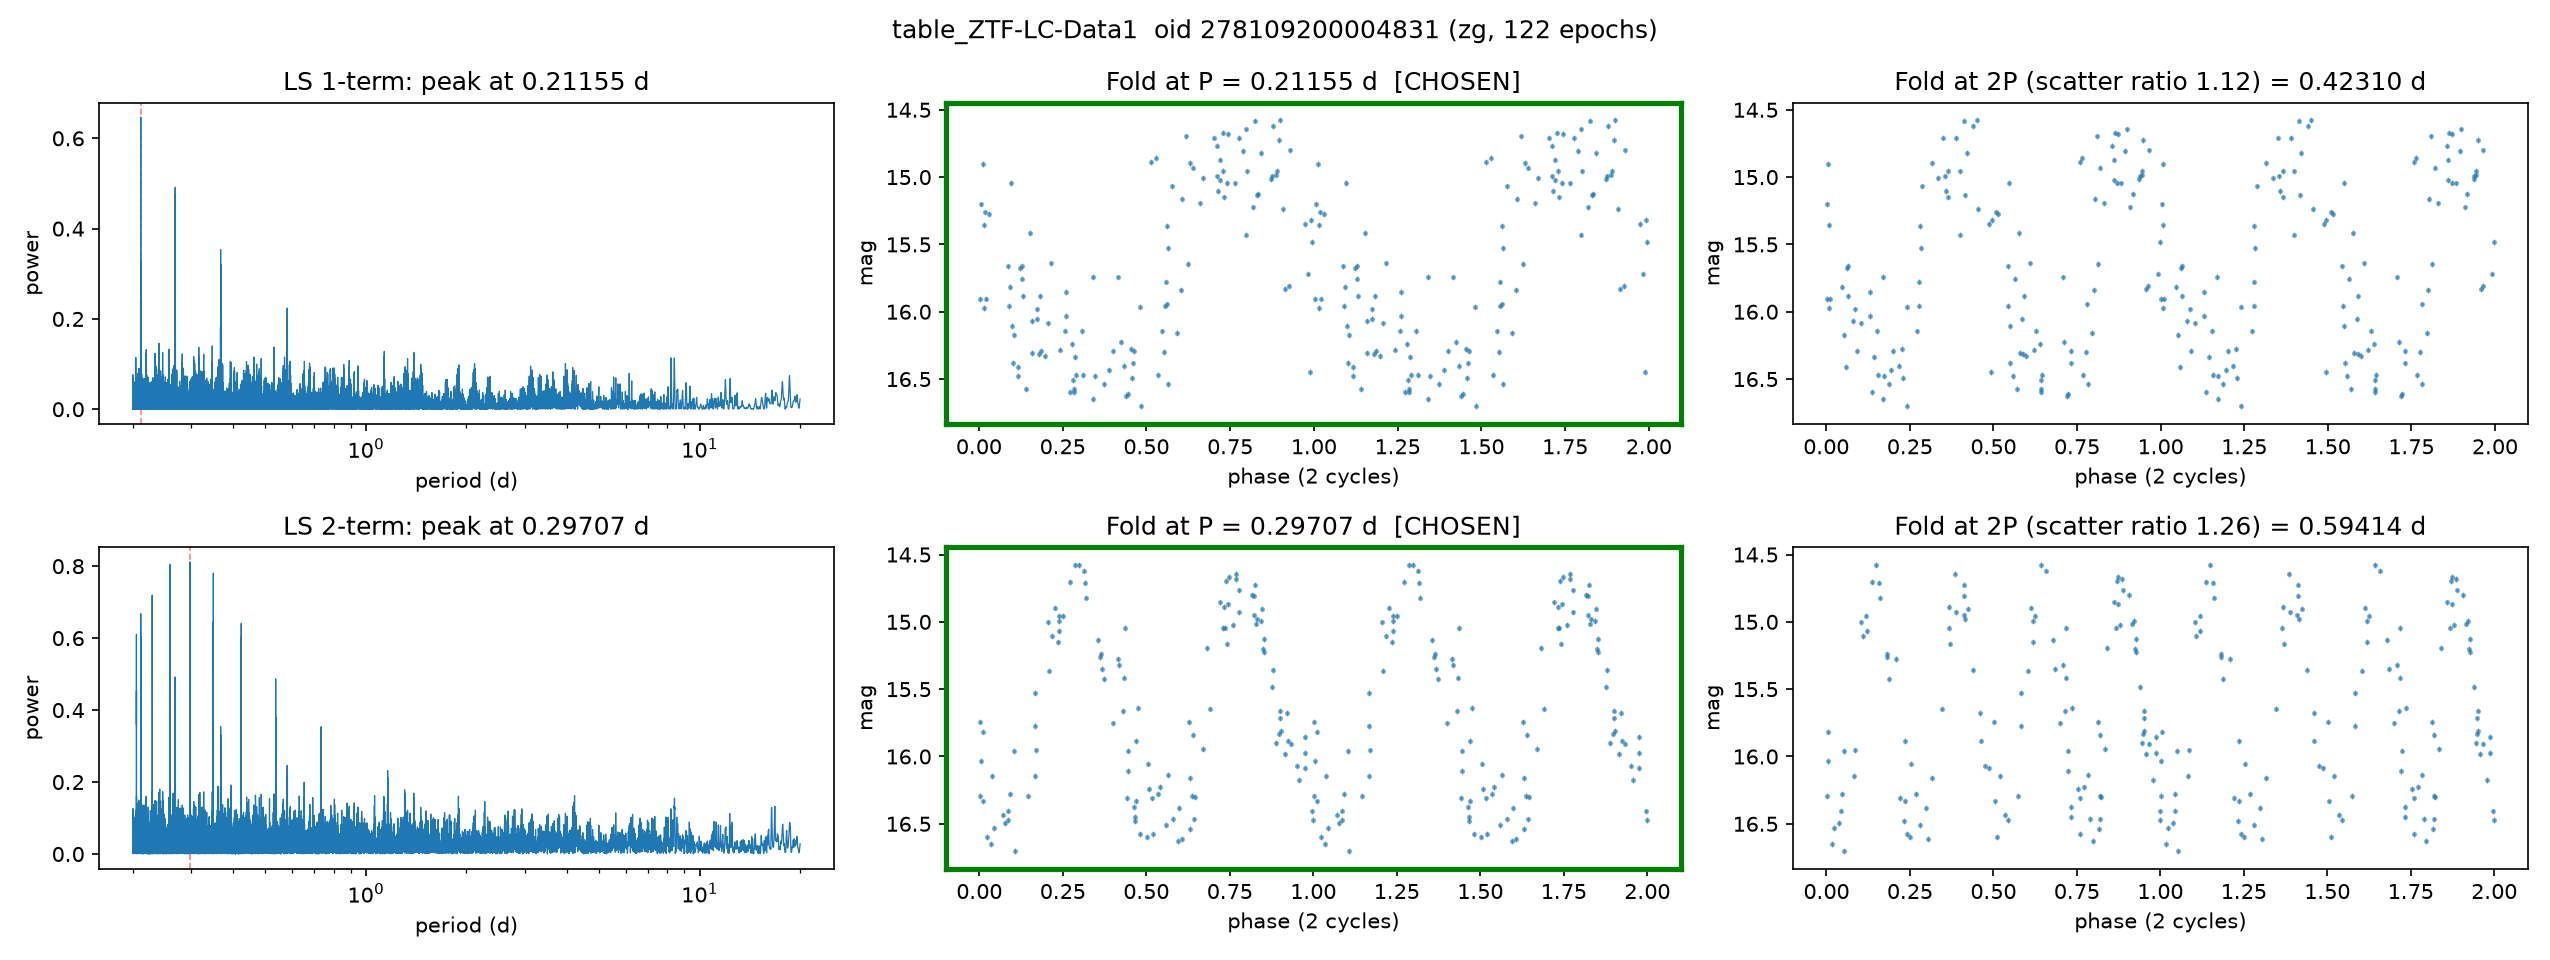 table_ZTF-LC-Data1  oid 278109200004831 (zg, 122 epochs)
LS 1-term: peak at 0.21155 d
power
0.6
0.4
0.2
0.0
10⁰
10¹
period (d)
Fold at P = 0.21155 d  [CHOSEN]
mag
14.5
15.0
15.5
16.0
16.5
0.00 0.25 0.50 0.75 1.00 1.25 1.50 1.75 2.00
phase (2 cycles)
Fold at 2P (scatter ratio 1.12) = 0.42310 d
mag
14.5
15.0
15.5
16.0
16.5
0.00 0.25 0.50 0.75 1.00 1.25 1.50 1.75 2.00
phase (2 cycles)
LS 2-term: peak at 0.29707 d
power
0.8
0.6
0.4
0.2
0.0
10⁰
10¹
period (d)
Fold at P = 0.29707 d  [CHOSEN]
mag
14.5
15.0
15.5
16.0
16.5
0.00 0.25 0.50 0.75 1.00 1.25 1.50 1.75 2.00
phase (2 cycles)
Fold at 2P (scatter ratio 1.26) = 0.59414 d
mag
14.5
15.0
15.5
16.0
16.5
0.00 0.25 0.50 0.75 1.00 1.25 1.50 1.75 2.00
phase (2 cycles)